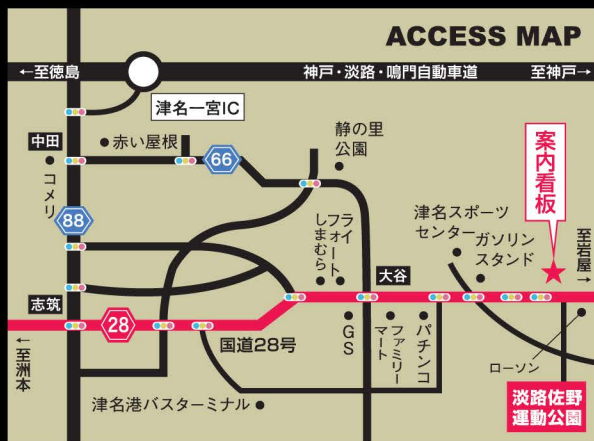 ACCESS MAP
←至徳島
神戸・淡路・鳴門自動車道
至神戸→
津名一宮IC
中田
赤い屋根
66
静の里
公園
案内看板
コメリ
88
津名スポーツ
センター
ガソリン
スタンド
至岩屋→
フライオート
しまむら
大谷
志筑
28
国道28号
GS
ファミリー
マート
パチンコ
←至洲本
ローソン
津名港バスターミナル
淡路佐野
運動公園